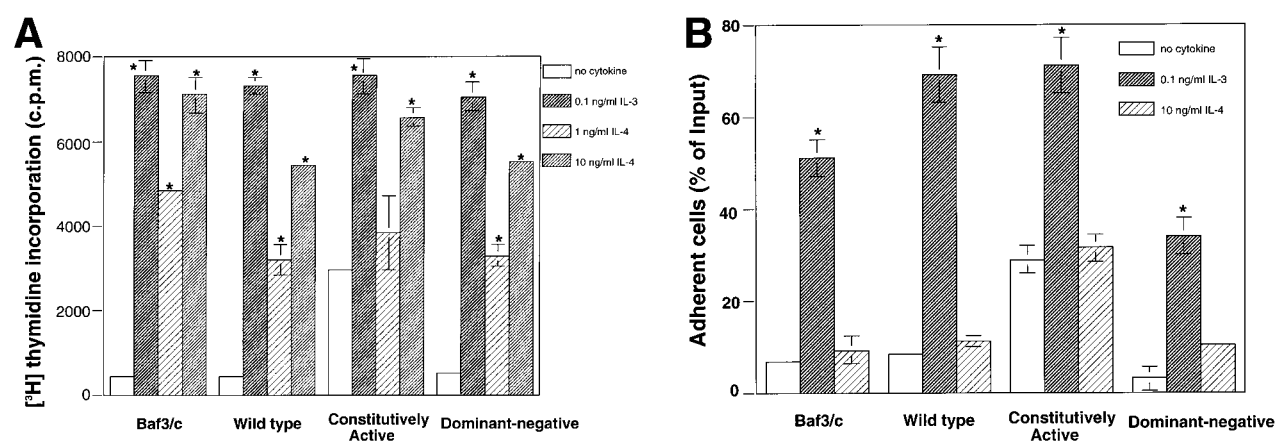 A
[³H] thymidine incorporation (c.p.m.)
8000
6000
4000
2000
0
* * * * * * * * * * * * *
no cytokine
0.1 ng/ml IL-3
1 ng/ml IL-4
10 ng/ml IL-4
Baf3/c
Wild type
Constitutively
Active
Dominant-negative
B
Adherent cells (% of Input)
80
60
40
20
0
* * * *
no cytokine
0.1 ng/ml IL-3
10 ng/ml IL-4
Baf3/c
Wild type
Constitutively
Active
Dominant-negative